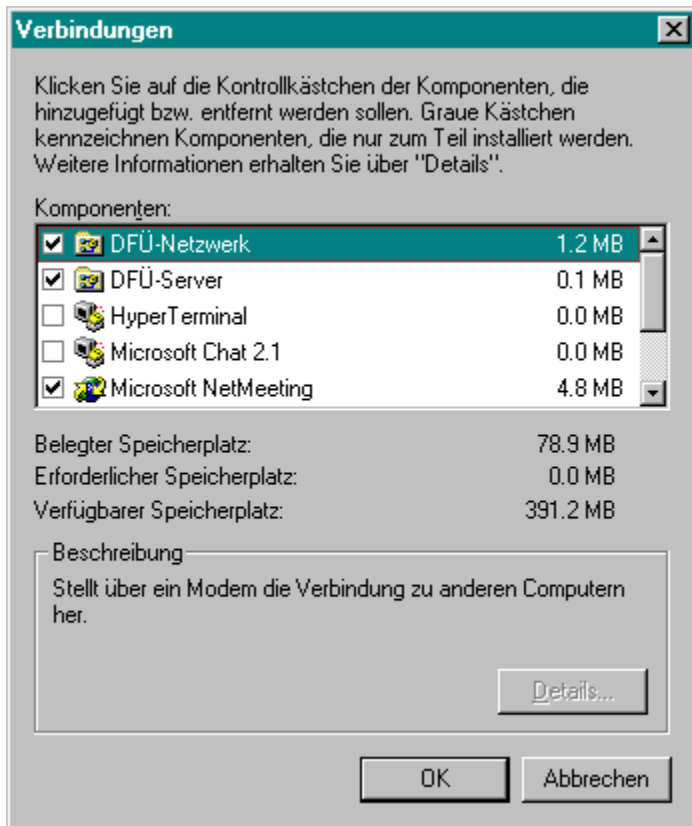 Verbindungen
Klicken Sie auf die Kontrollkästchen der Komponenten, die
hinzugefügt bzw. entfernt werden sollen. Graue Kästchen
kennzeichnen Komponenten, die nur zum Teil installiert werden.
Weitere Informationen erhalten Sie über "Details".
Komponenten:
DFÜ-Netzwerk 1.2 MB
DFÜ-Server 0.1 MB
HyperTerminal 0.0 MB
Microsoft Chat 2.1 0.0 MB
Microsoft NetMeeting 4.8 MB
Belegter Speicherplatz: 78.9 MB
Erforderlicher Speicherplatz: 0.0 MB
Verfügbarer Speicherplatz: 391.2 MB
Beschreibung
Stellt über ein Modem die Verbindung zu anderen Computern
her.
Details...
OK Abbrechen